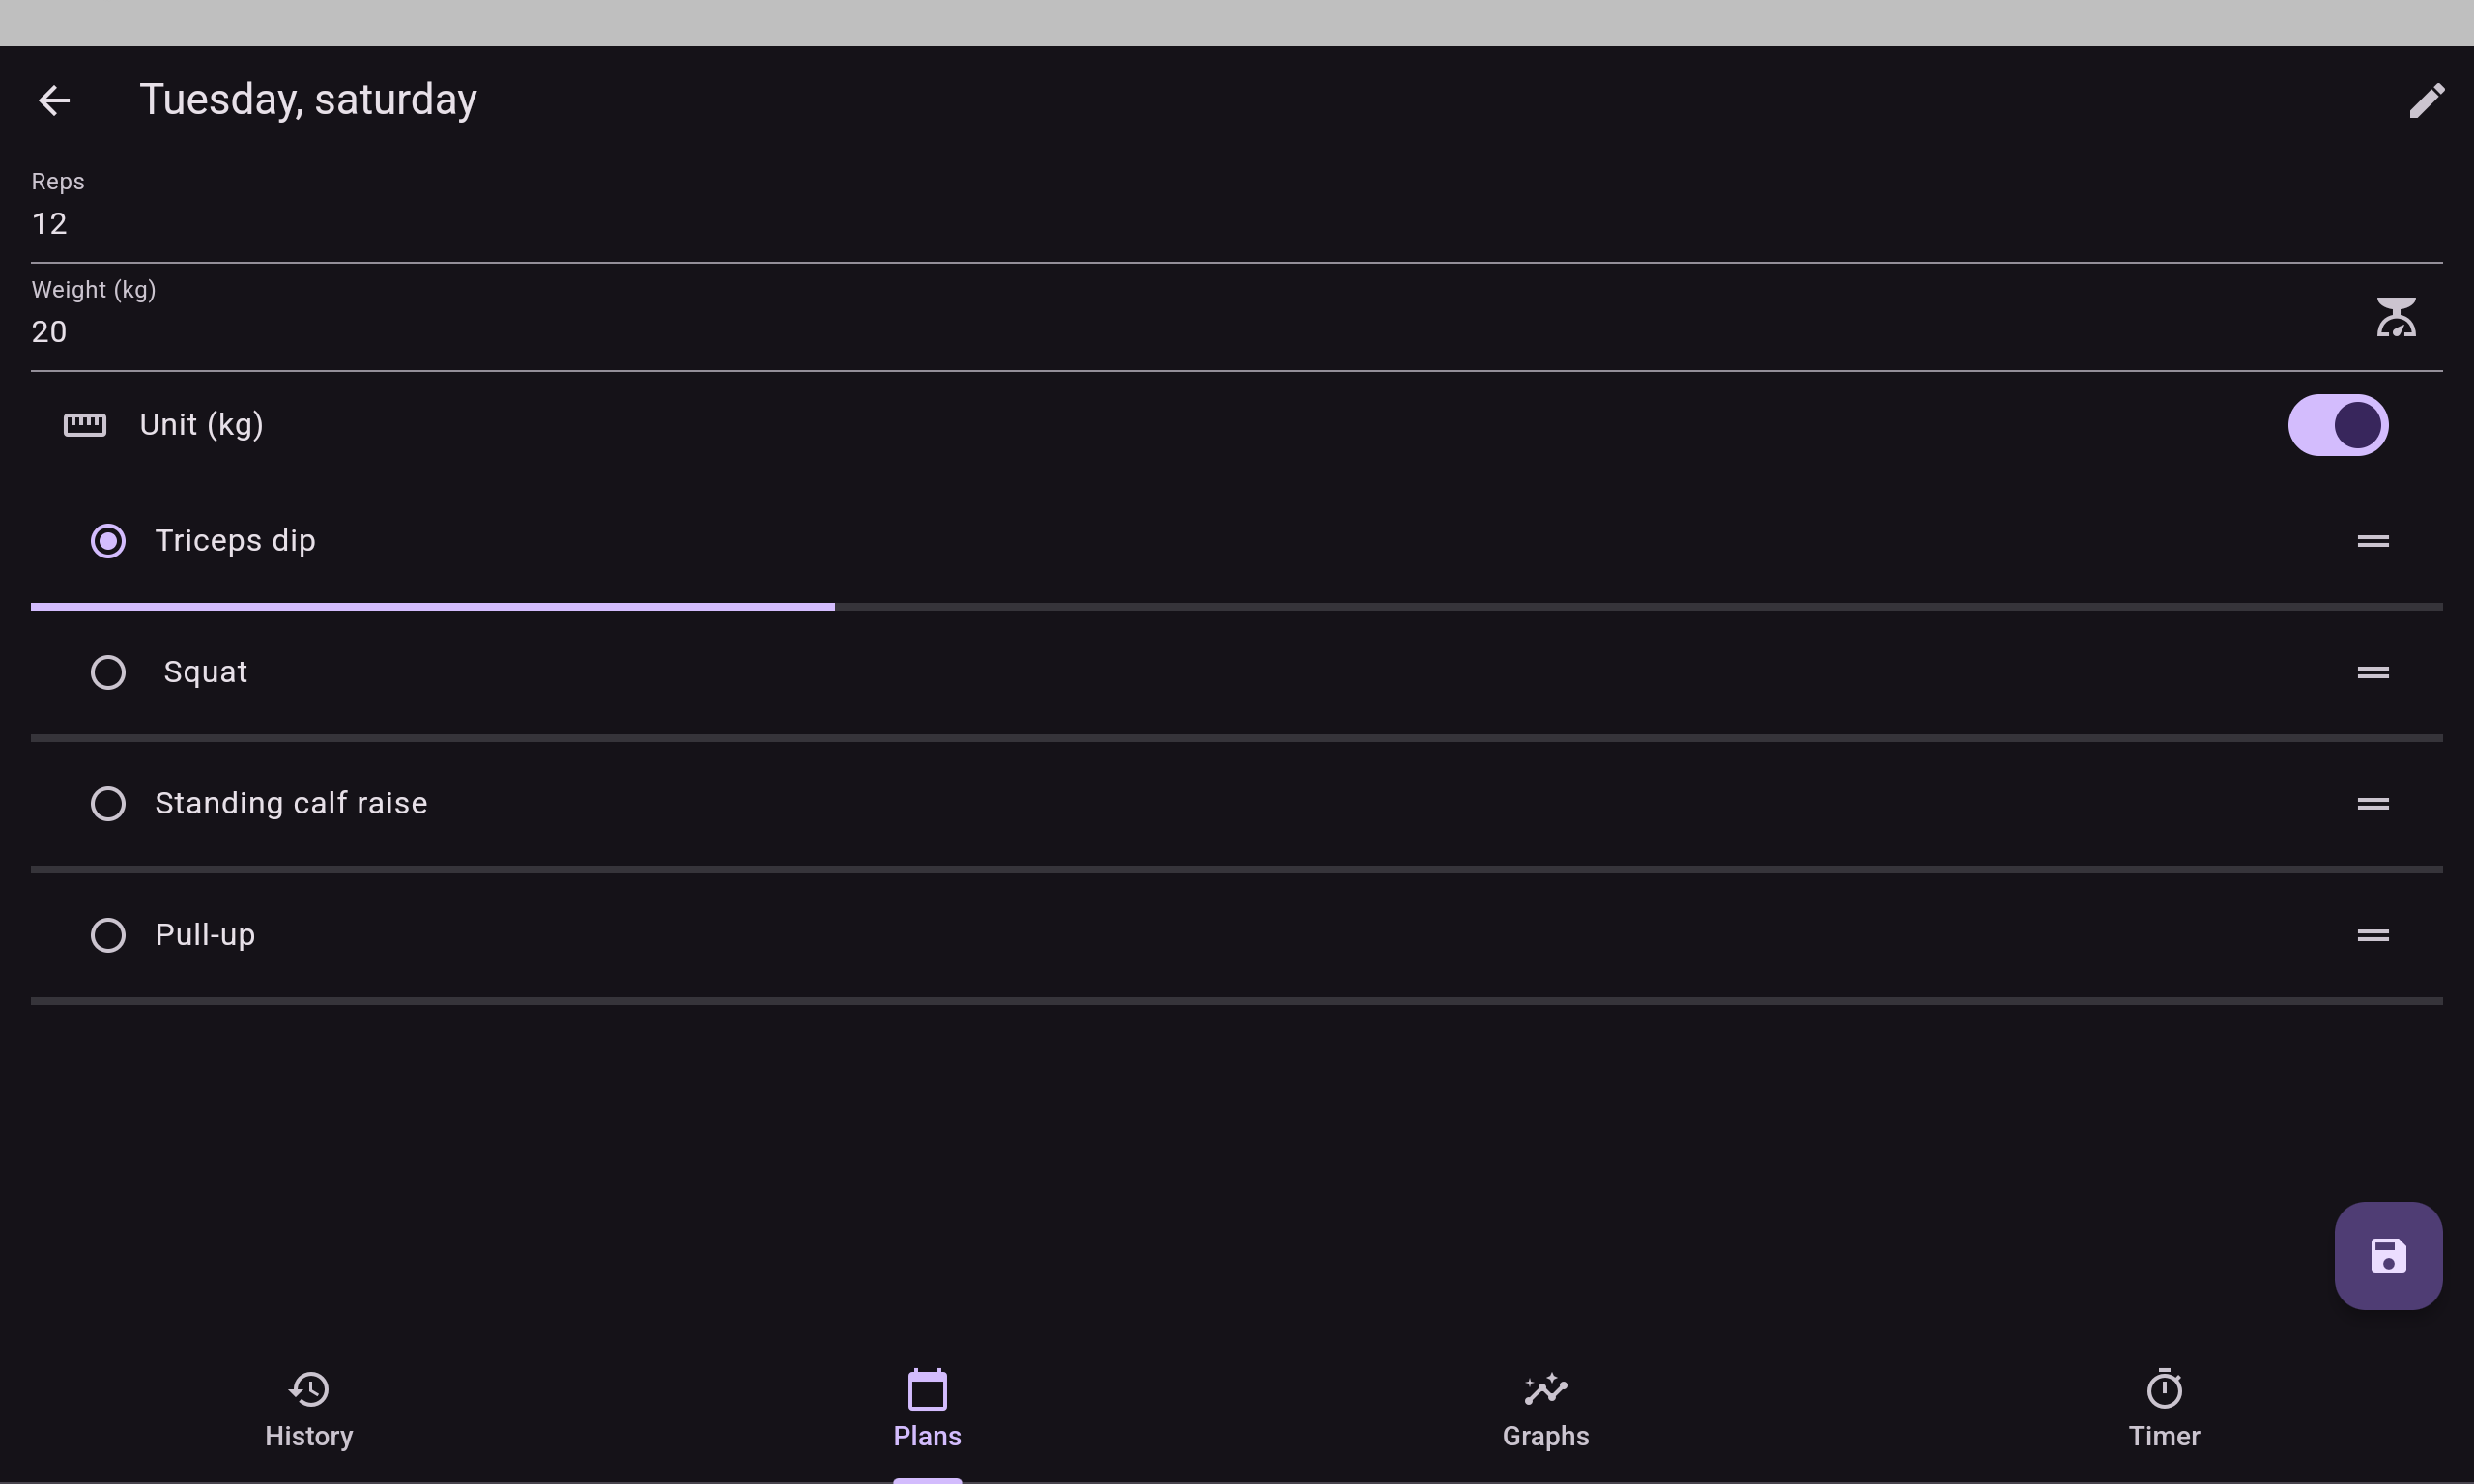 Tuesday, saturday
Reps
12
Weight (kg)
20
Unit (kg)
Triceps dip
Squat
Standing calf raise
Pull-up
History
Plans
Graphs
Timer